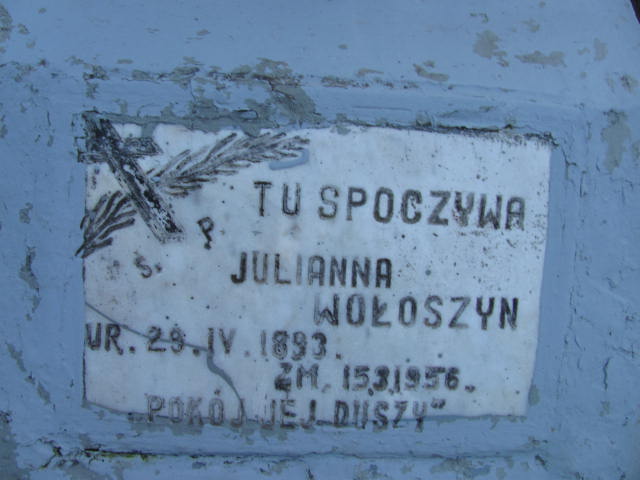 TU SPOCZYWA
Ś. P.
JULIANNA
WOŁOSZYN
UR. 29.IV.1893.
ZM. 15.3.1956.
"POKÓJ JEJ DUSZY"